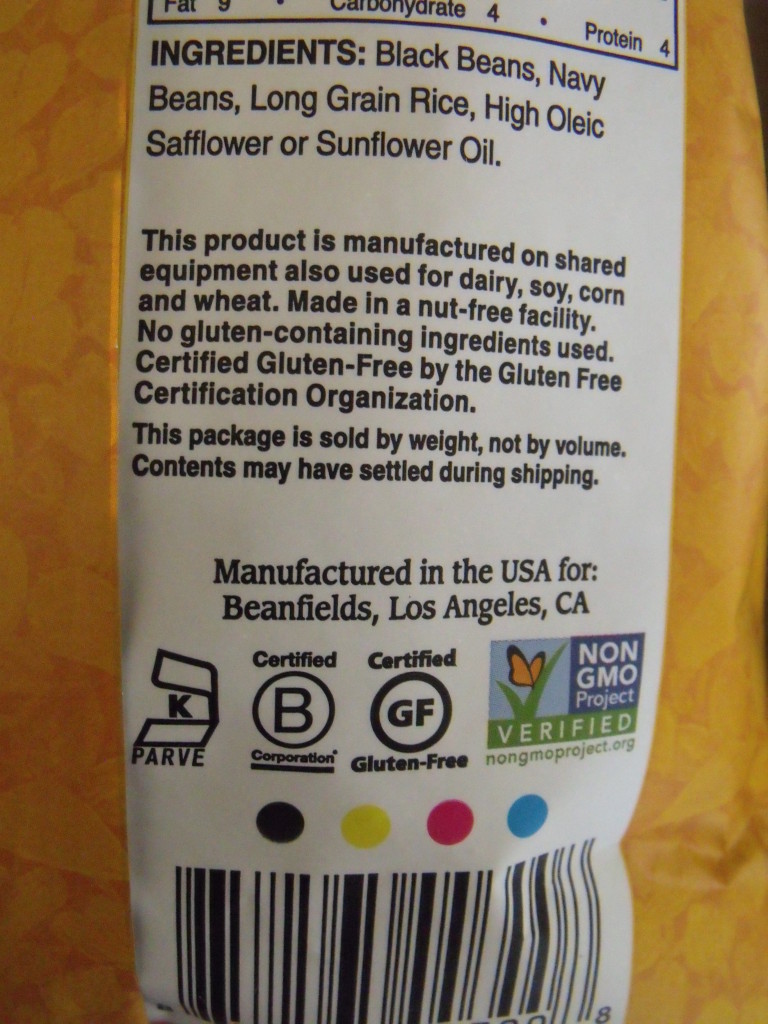 Fat 9 • Carbohydrate 4 • Protein 4
INGREDIENTS: Black Beans, Navy
Beans, Long Grain Rice, High Oleic
Safflower or Sunflower Oil.
This product is manufactured on shared
equipment also used for dairy, soy, corn
and wheat. Made in a nut-free facility.
No gluten-containing ingredients used.
Certified Gluten-Free by the Gluten Free
Certification Organization.
This package is sold by weight, not by volume.
Contents may have settled during shipping.
Manufactured in the USA for:
Beanfields, Los Angeles, CA
K
PARVE
Certified
B
Corporation
Certified
GF
Gluten-Free
NON
GMO
Project
VERIFIED
nongmoproject.org
8